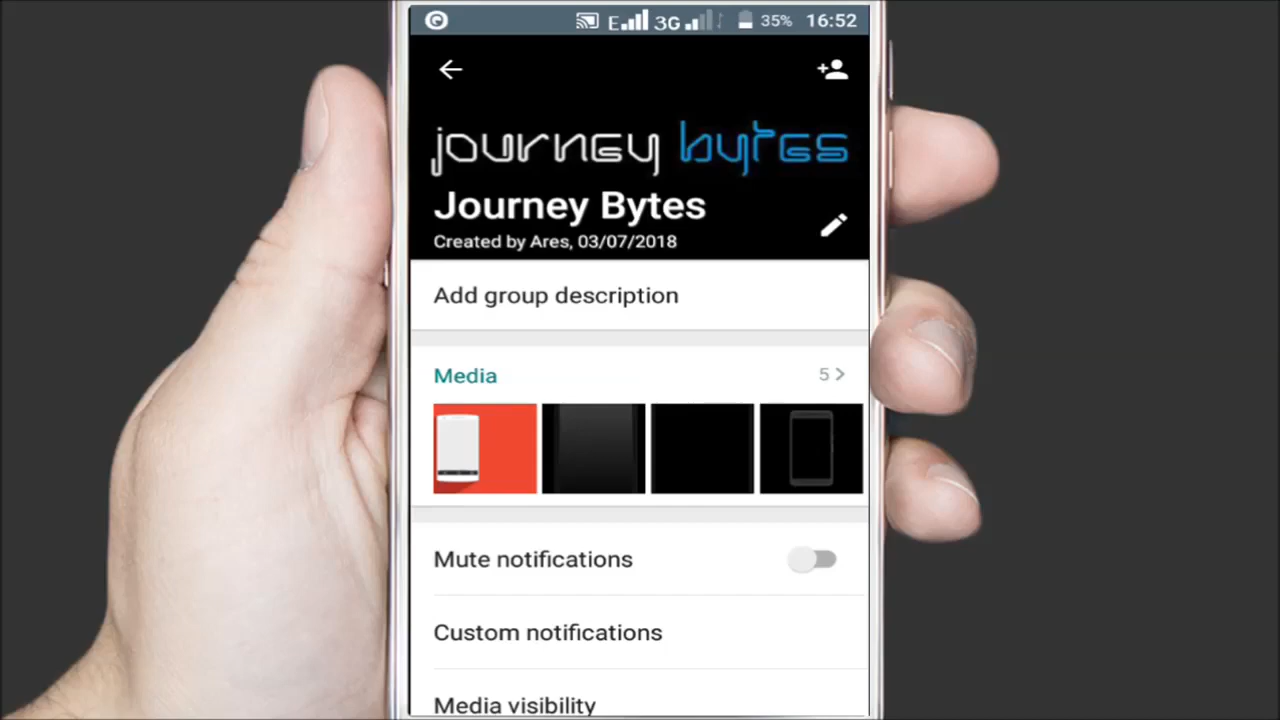 E 3G 35% 16:52
journey bytes
Journey Bytes
Created by Ares, 03/07/2018
Add group description
Media 5
Mute notifications
Custom notifications
Media visibility